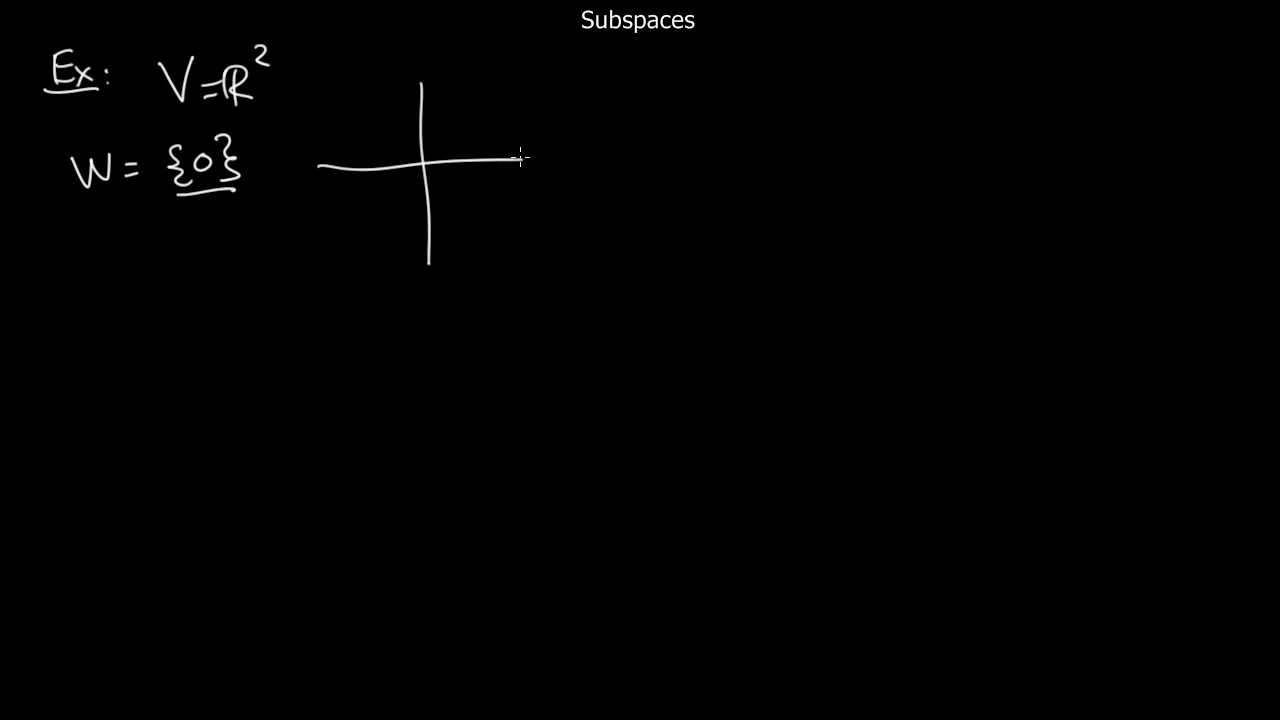 Subspaces
Ex: V=ℝ²
W = {0}